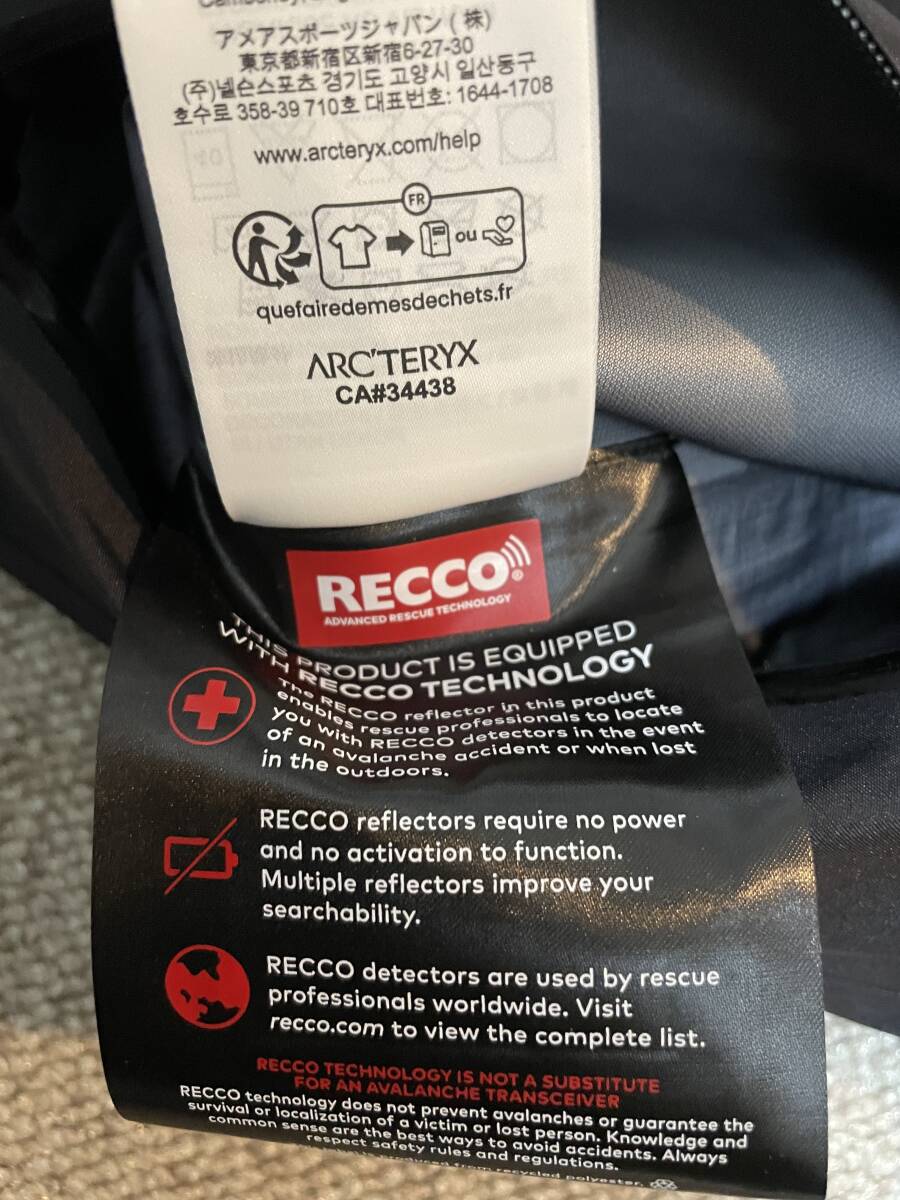 アメアスポーツジャパン(株)
東京都新宿区新宿6-27-30
(주)넬슨스포츠 경기도 고양시 일산동구
호수로 358-39 710호 대표번호: 1644-1708
www.arcteryx.com/help
FR
ou
quefairedemesdechets.fr
ARC'TERYX
CA#34438
RECCO®
ADVANCED RESCUE TECHNOLOGY
THIS PRODUCT IS EQUIPPED
WITH RECCO TECHNOLOGY
The RECCO reflector in this product
enables rescue professionals to locate
you with RECCO detectors in the event
of an avalanche accident or when lost
in the outdoors.
RECCO reflectors require no power
and no activation to function.
Multiple reflectors improve your
searchability.
RECCO detectors are used by rescue
professionals worldwide. Visit
recco.com to view the complete list.
RECCO TECHNOLOGY IS NOT A SUBSTITUTE
FOR AN AVALANCHE TRANSCEIVER
RECCO technology does not prevent avalanches or guarantee the
survival or localization of a victim or lost person. Knowledge and
common sense are the best ways to avoid accidents. Always
respect safety rules and regulations.
produced from recycled polyester.